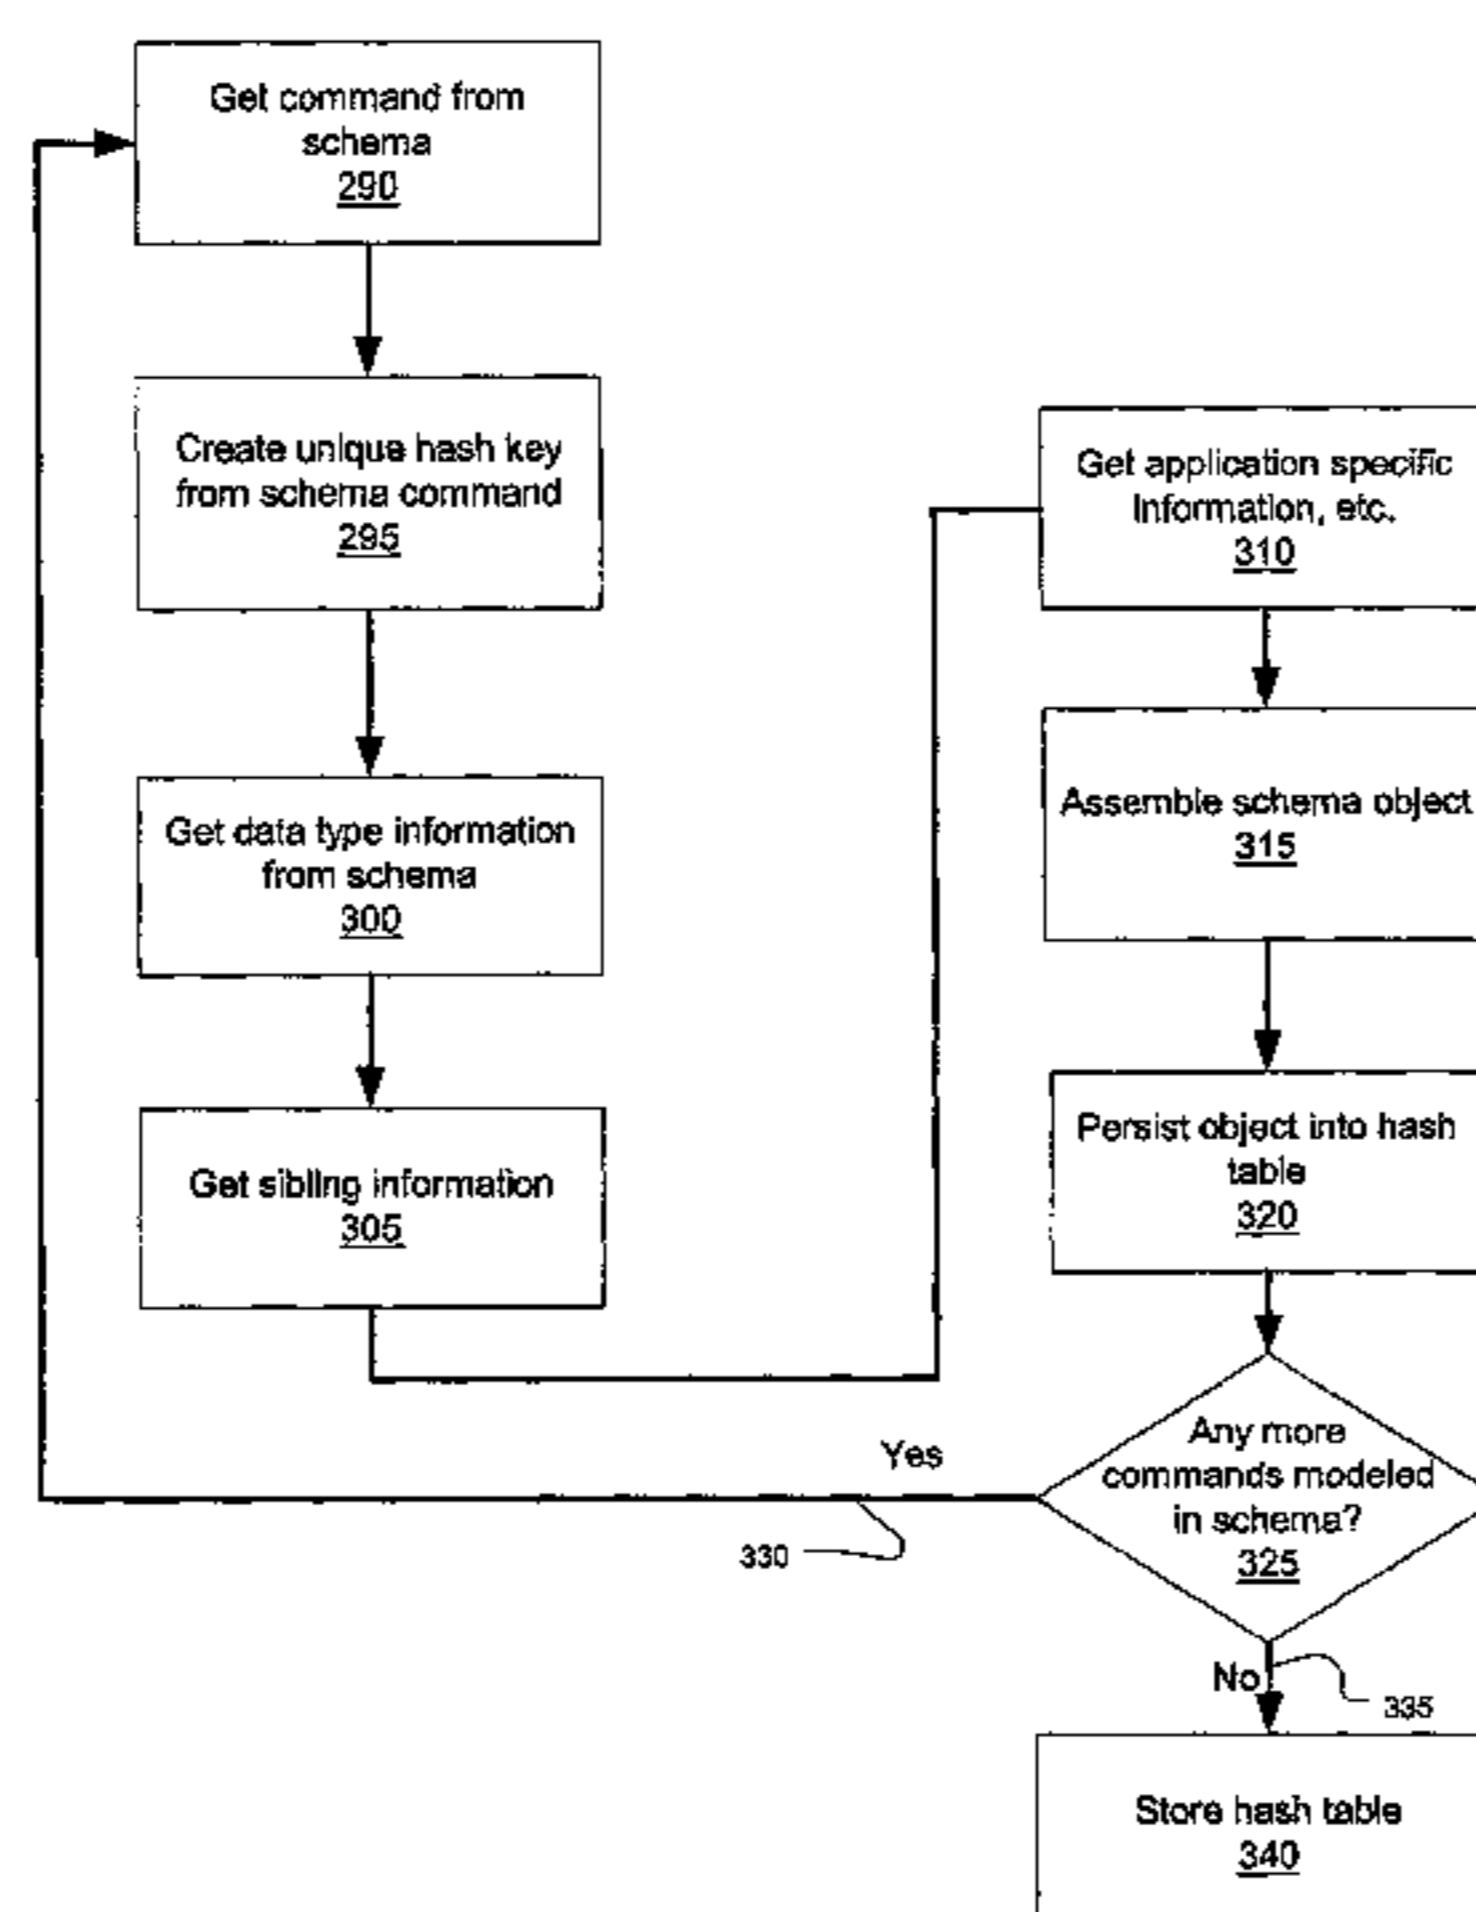 Get command from
schema
290
Create unique hash key
from schema command
295
Get data type information
from schema
300
Get sibling information
305
Get application specific
Information, etc.
310
Assemble schema object
315
Persist object into hash
table
320
Any more
commands modeled
in schema?
325
Yes
330
No
335
Store hash table
340